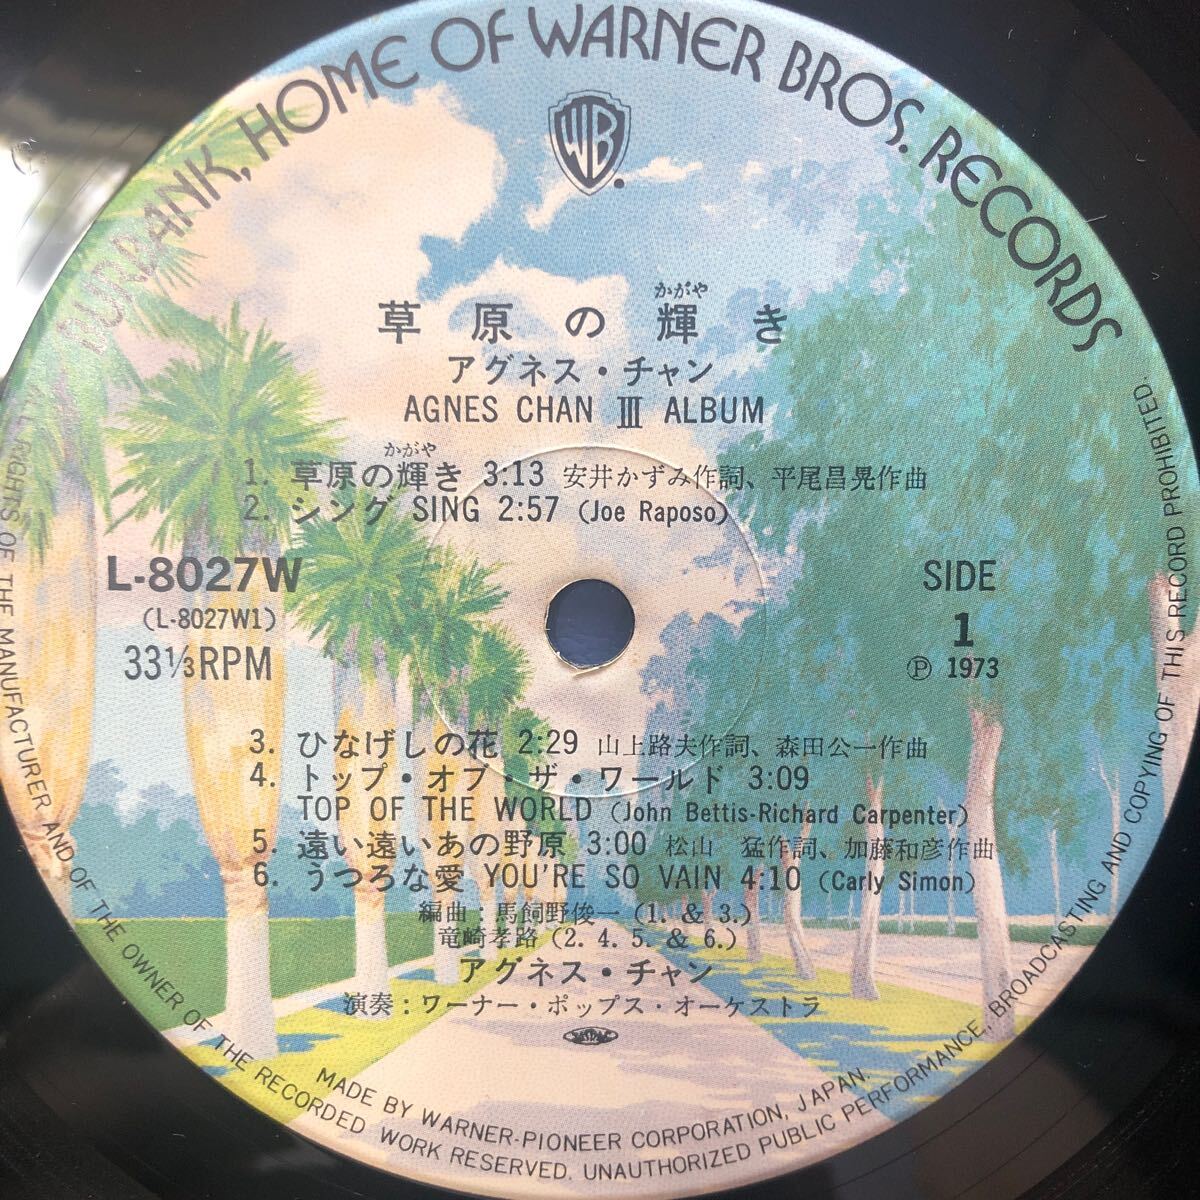 BURBANK, HOME OF WARNER BROS. RECORDS
WB
かがや
草原の輝き
アグネス・チャン
AGNES CHAN III ALBUM
かがや
1. 草原の輝き 3:13 安井かずみ作詞、平尾昌晃作曲
2. シング SING 2:57 (Joe Raposo)
L-8027W
(L-8027W1)
33⅓RPM
SIDE
1
Ⓟ 1973
3. ひなげしの花 2:29 山上路夫作詞、森田公一作曲
4. トップ・オブ・ザ・ワールド 3:09
TOP OF THE WORLD (John Bettis-Richard Carpenter)
5. 遠い遠いあの野原 3:00 松山 猛作詞、加藤和彦作曲
6. うつろな愛 YOU'RE SO VAIN 4:10 (Carly Simon)
編曲：馬飼野俊一 (1. & 3.)
竜崎孝路 (2. 4. 5. & 6.)
アグネス・チャン
演奏：ワーナー・ポップス・オーケストラ
MADE BY WARNER-PIONEER CORPORATION, JAPAN.
ALL RIGHTS OF THE MANUFACTURER AND OF THE OWNER OF THE RECORDED WORK RESERVED. UNAUTHORIZED PUBLIC PERFORMANCE, BROADCASTING AND COPYING OF THIS RECORD PROHIBITED.